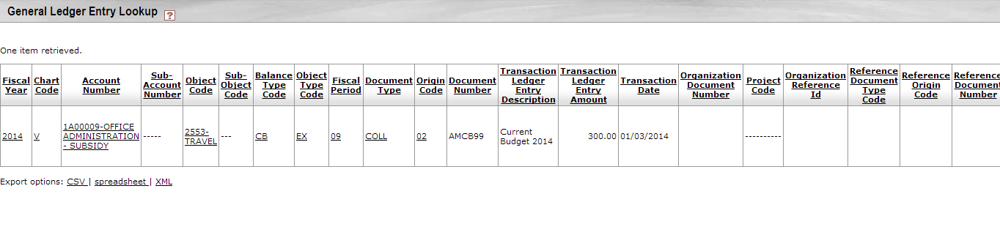 General Ledger Entry Lookup ?
One item retrieved.
Fiscal Year Chart Code Account Number Sub-Account Number Object Code Sub-Object Code Balance Type Code Object Type Code Fiscal Period Document Type Origin Code Document Number Transaction Ledger Entry Description Transaction Ledger Entry Amount Transaction Date Organization Document Number Project Code Organization Reference Id Reference Document Type Code Reference Origin Code Reference Document Number
2014 V 1A00009-OFFICE ADMINISTRATION - SUBSIDY ----- 2553-TRAVEL --- CB EX 09 COLL 02 AMCB99 Current Budget 2014 300.00 01/03/2014 ----------
Export options: CSV | spreadsheet | XML